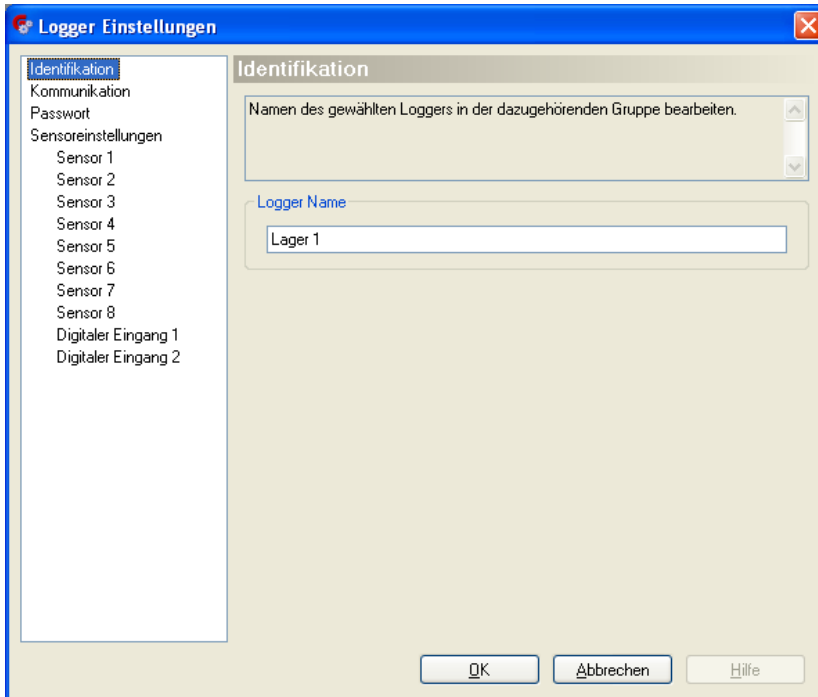 Logger Einstellungen
Identifikation
Kommunikation
Passwort
Sensoreinstellungen
Sensor 1
Sensor 2
Sensor 3
Sensor 4
Sensor 5
Sensor 6
Sensor 7
Sensor 8
Digitaler Eingang 1
Digitaler Eingang 2
Identifikation
Namen des gewählten Loggers in der dazugehörenden Gruppe bearbeiten.
Logger Name
Lager 1
OK
Abbrechen
Hilfe